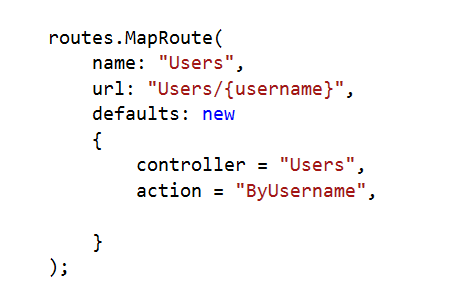 routes.MapRoute(
    name: "Users",
    url: "Users/{username}",
    defaults: new
    {
        controller = "Users",
        action = "ByUsername",

    }
);